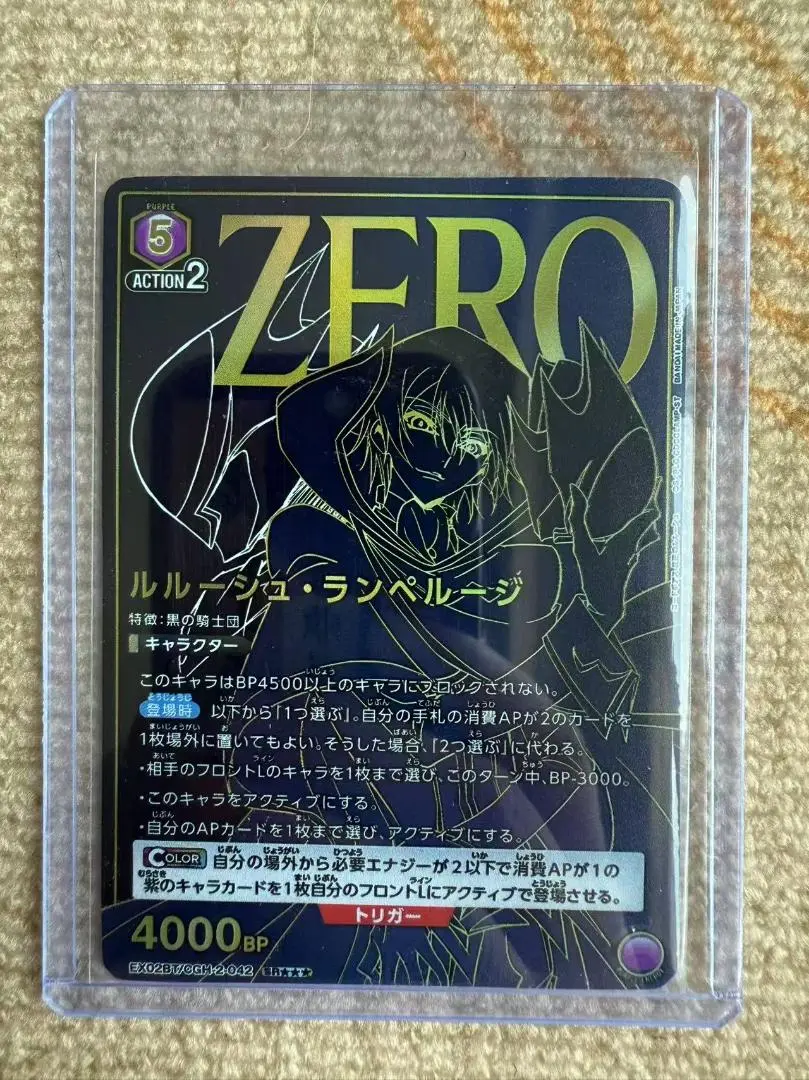 PURPLE
5
ACTION 2
ZERO
ルルーシュ・ランペルージ
特徴:黒の騎士団
キャラクター
このキャラはBP4500以上のキャラにブロックされない。
登場時 以下から「1つ選ぶ」。自分の手札の消費APが2のカードを
1枚場外に置いてもよい。そうした場合、「2つ選ぶ」に代わる。
・相手のフロントLのキャラを1枚まで選び、このターン中、BP-3000。
・このキャラをアクティブにする。
・自分のAPカードを1枚まで選び、アクティブにする。
COLOR 自分の場外から必要エナジーが2以下で消費APが1の
紫のキャラカードを1枚自分のフロントLにアクティブで登場させる。
トリガー
4000BP
EX02BT/CGH-2-042 SR★★★
BANDAI MADE IN JAPAN